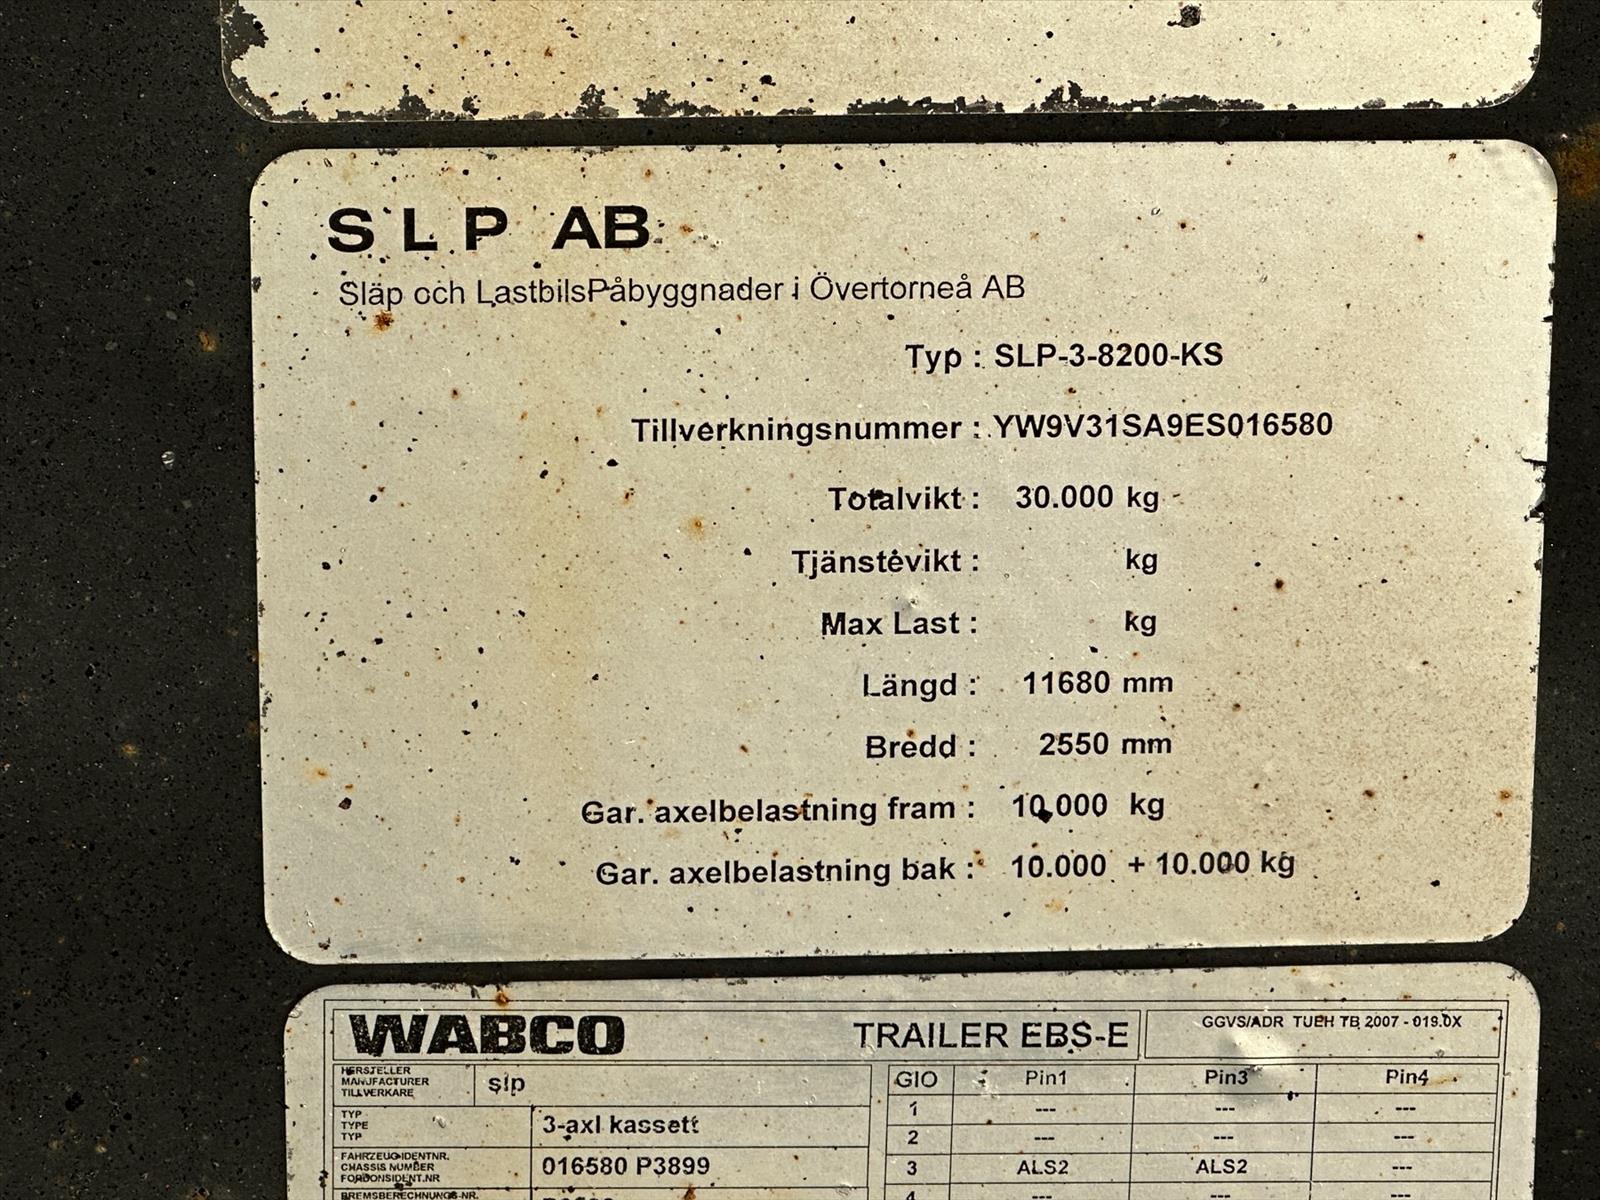 SLP AB
Släp och LastbilsPåbyggnader i Övertorneå AB
Typ : SLP-3-8200-KS
Tillverkningsnummer : YW9V31SA9ES016580
Totalvikt : 30.000 kg
Tjänstevikt : kg
Max Last : kg
Längd : 11680 mm
Bredd : 2550 mm
Gar. axelbelastning fram : 10.000 kg
Gar. axelbelastning bak : 10.000 + 10.000 kg
WABCO TRAILER EBS-E GGVS/ADR TUEH TB 2007 - 019.0X
HERSTELLER
MANUFACTURER
TILLVERKARE
slp
TYP
TYPE
TYP
3-axl kassett
FAHRZEUGIDENTNR.
CHASSIS NUMBER
FORDONSIDENT.NR
016580 P3899
BREMSBERECHNUNGS-NR.
GIO Pin1 Pin3 Pin4
1 --- --- ---
2 --- --- ---
3 ALS2 ALS2 ---
4 --- --- ---